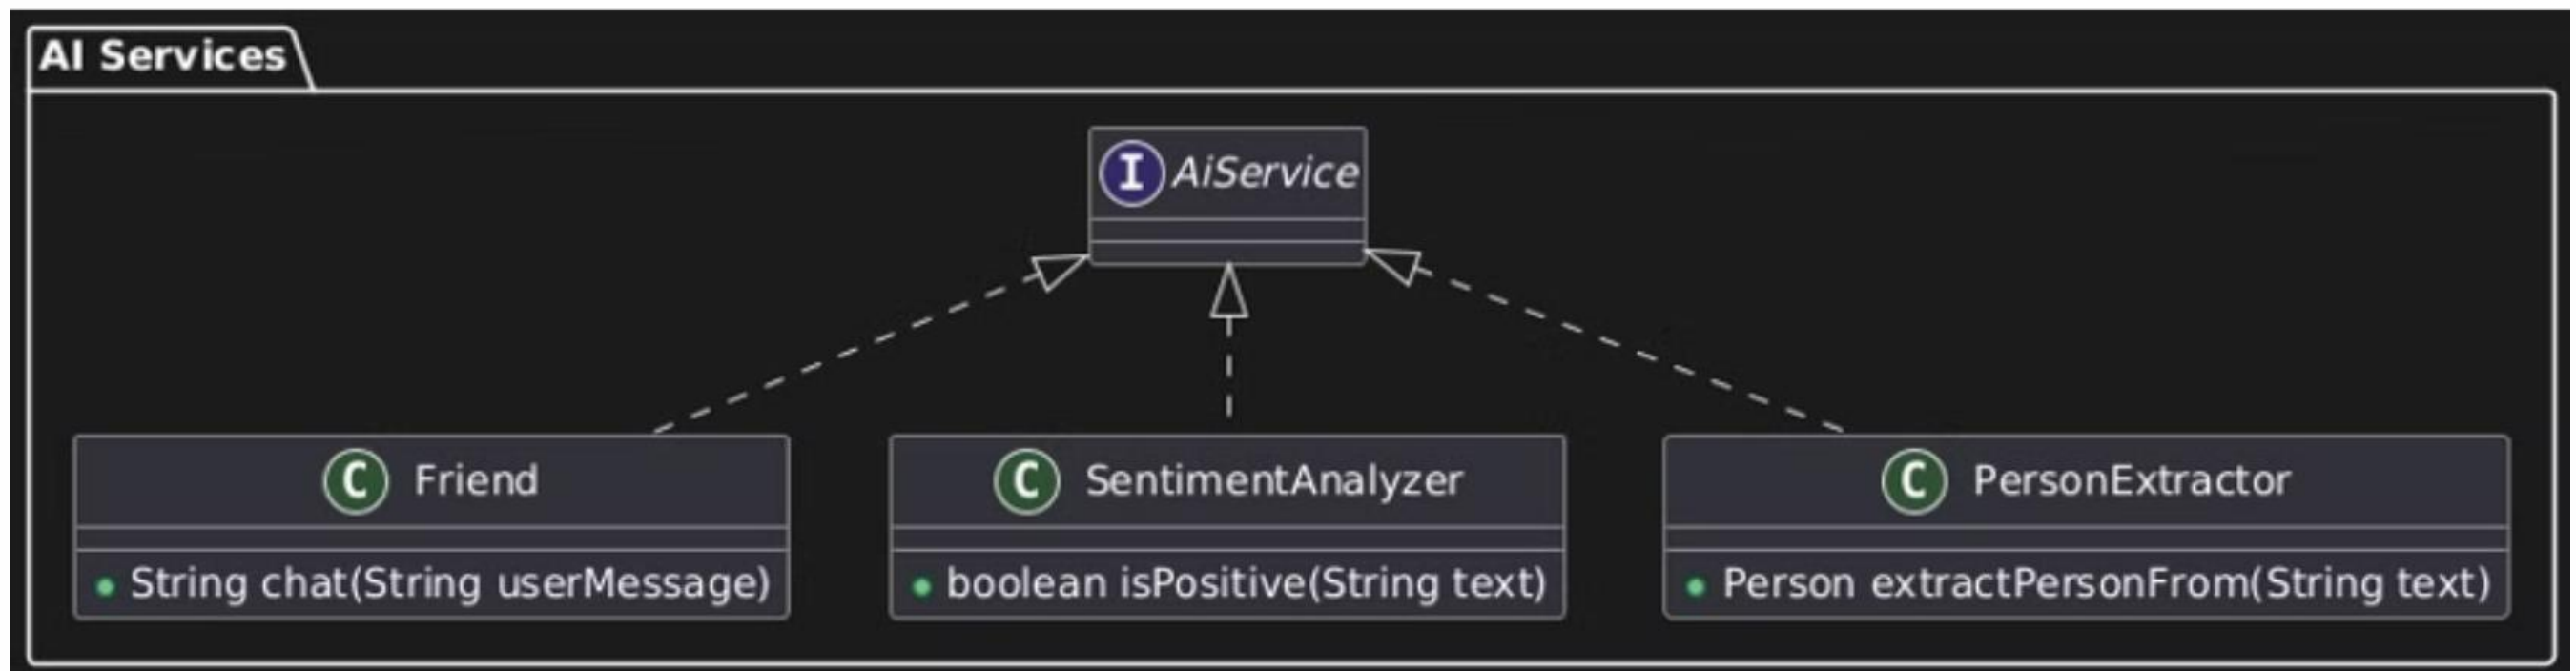 AI Services
I AiService
C Friend
String chat(String userMessage)
C SentimentAnalyzer
boolean isPositive(String text)
C PersonExtractor
Person extractPersonFrom(String text)